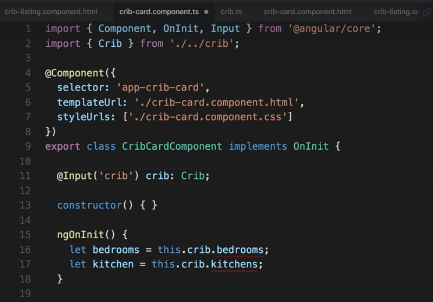 crib-listing.component.html crib-card.component.ts crib.ts crib-card.component.html crib-listing.c
1 import { Component, OnInit, Input } from '@angular/core';
2 import { Crib } from './../crib';
3
4 @Component({
5 selector: 'app-crib-card',
6 templateUrl: './crib-card.component.html',
7 styleUrls: ['./crib-card.component.css']
8 })
9 export class CribCardComponent implements OnInit {
10
11 @Input('crib') crib: Crib;
12
13 constructor() { }
14
15 ngOnInit() {
16 let bedrooms = this.crib.bedrooms;
17 let kitchen = this.crib.kitchens;
18 }
19